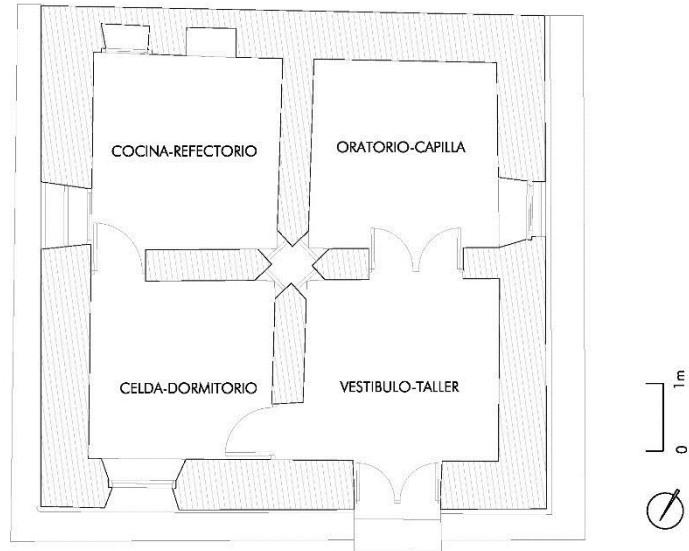 COCINA-REFECTORIO
ORATORIO-CAPILLA
CELDA-DORMITORIO
VESTIBULO-TALLER
1m
0